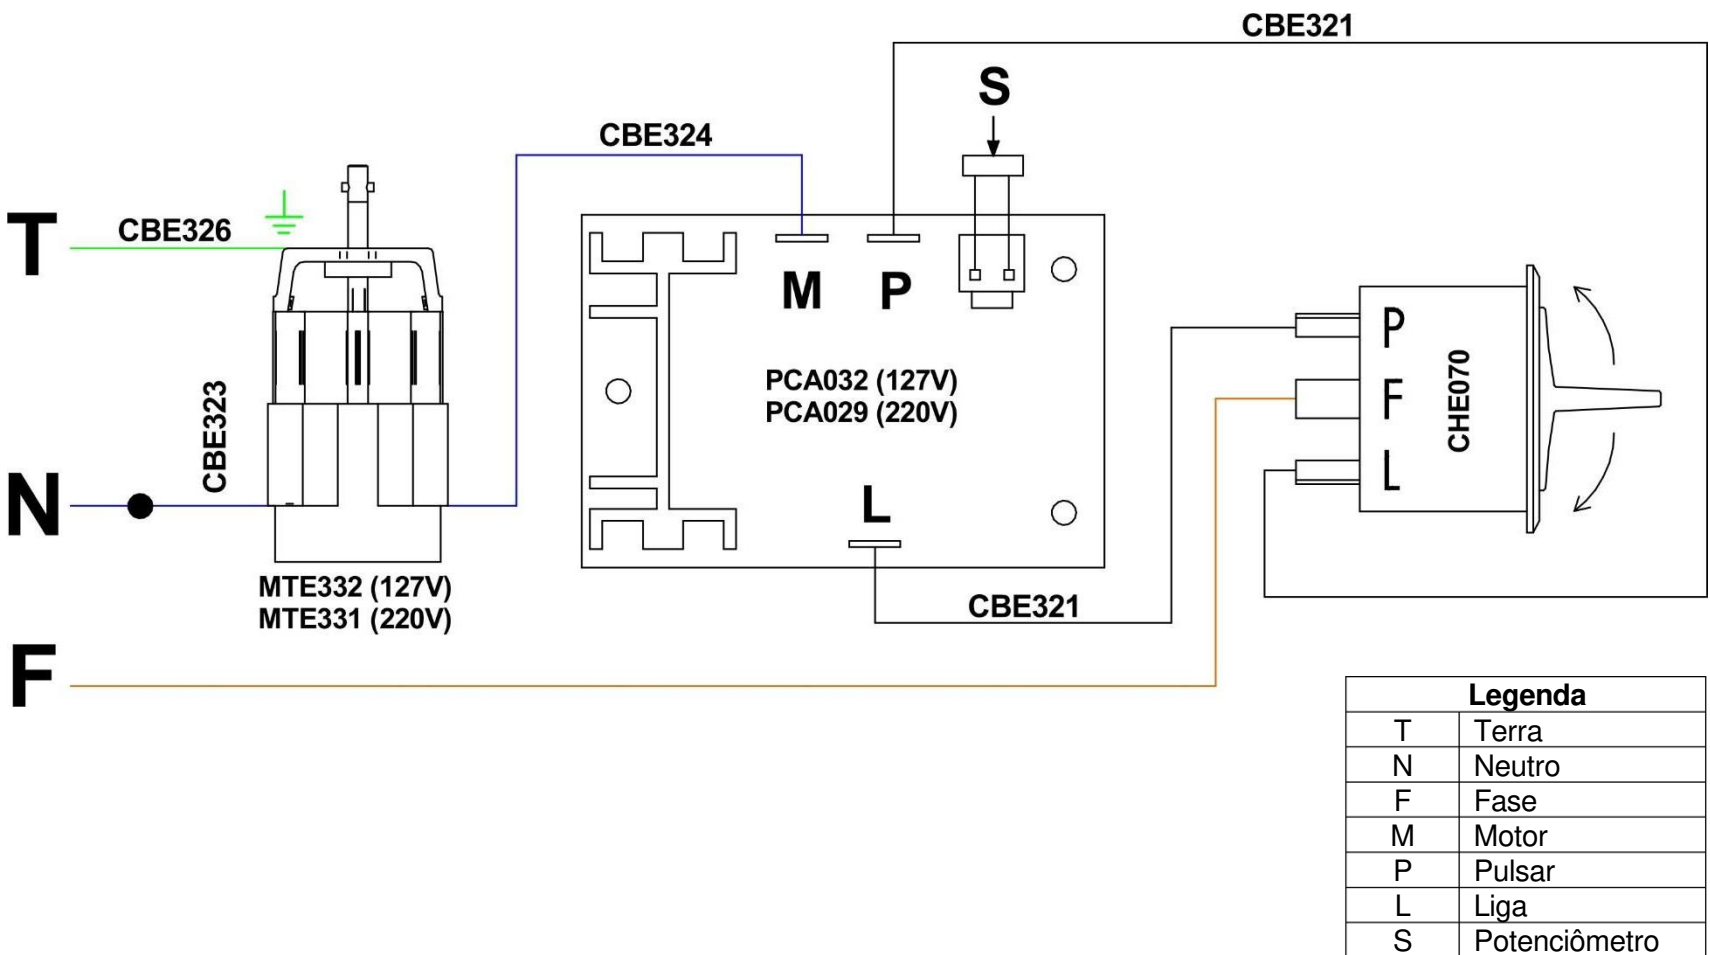 CBE321
S
CBE324
T
CBE326
M
P
PCA032 (127V)
PCA029 (220V)
P
F
L
CHE070
CBE323
N
L
MTE332 (127V)
MTE331 (220V)
CBE321
F
Legenda
T Terra
N Neutro
F Fase
M Motor
P Pulsar
L Liga
S Potenciômetro